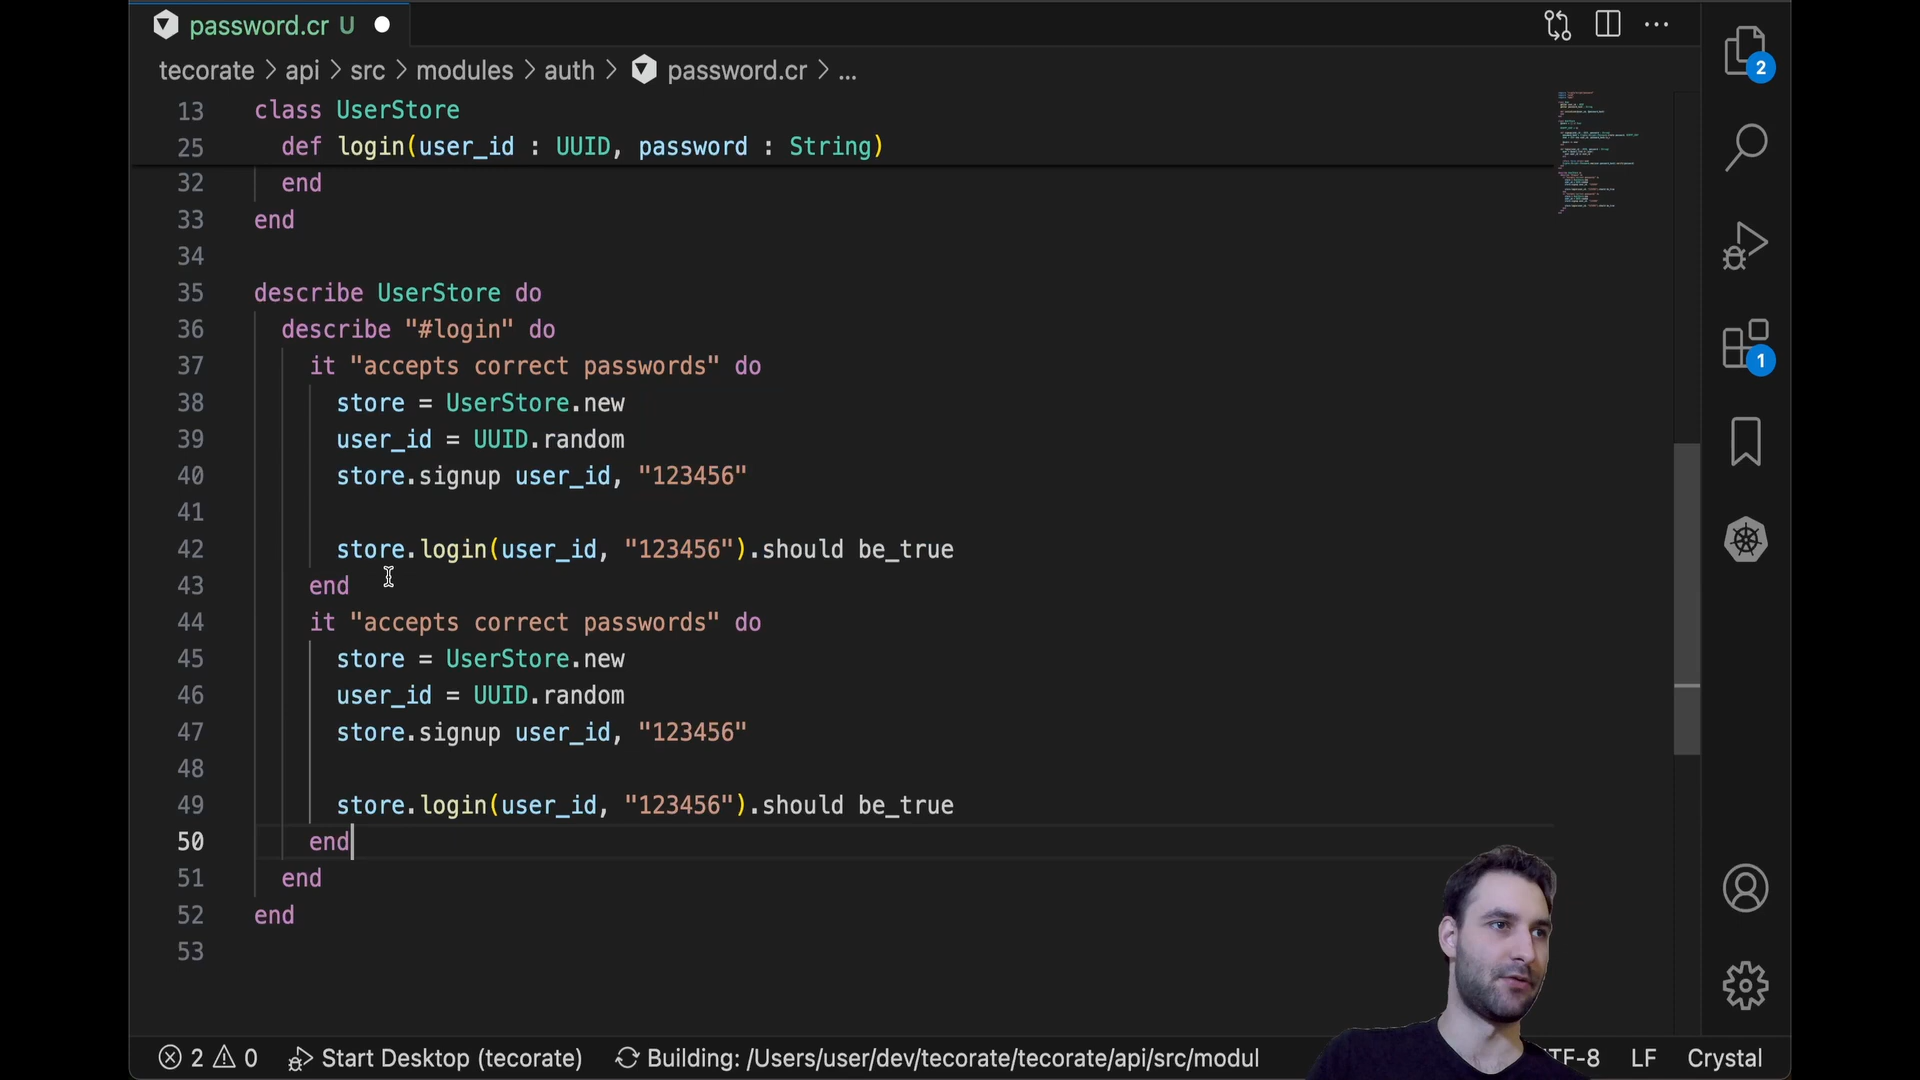 password.cr U
tecorate > api > src > modules > auth > password.cr > ...
2
13 class UserStore
25 def login(user_id : UUID, password : String)
32 end
33 end
34
35 describe UserStore do
36 describe "#login" do
37 it "accepts correct passwords" do
38 store = UserStore.new
39 user_id = UUID.random
40 store.signup user_id, "123456"
41
42 store.login(user_id, "123456").should be_true
43 end
44 it "accepts correct passwords" do
45 store = UserStore.new
46 user_id = UUID.random
47 store.signup user_id, "123456"
48
49 store.login(user_id, "123456").should be_true
50 end
51 end
52 end
53
1
2 0 Start Desktop (tecorate) Building: /Users/user/dev/tecorate/tecorate/api/src/modul TF-8 LF Crystal